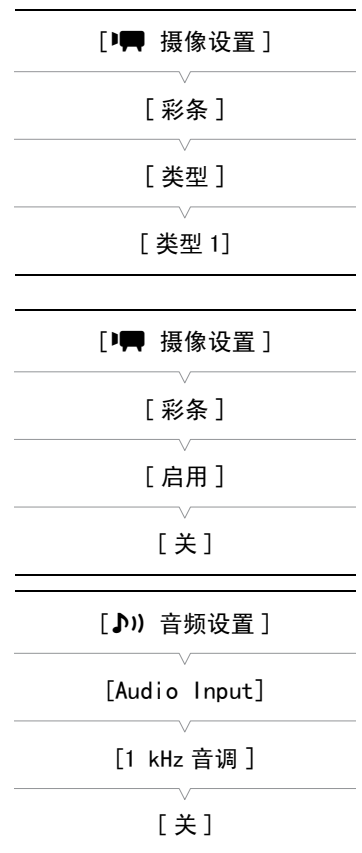 [ 摄像设置 ]
[ 彩条 ]
[ 类型 ]
[ 类型 1]
[ 摄像设置 ]
[ 彩条 ]
[ 启用 ]
[ 关 ]
[ 音频设置 ]
[Audio Input]
[1 kHz 音调 ]
[ 关 ]